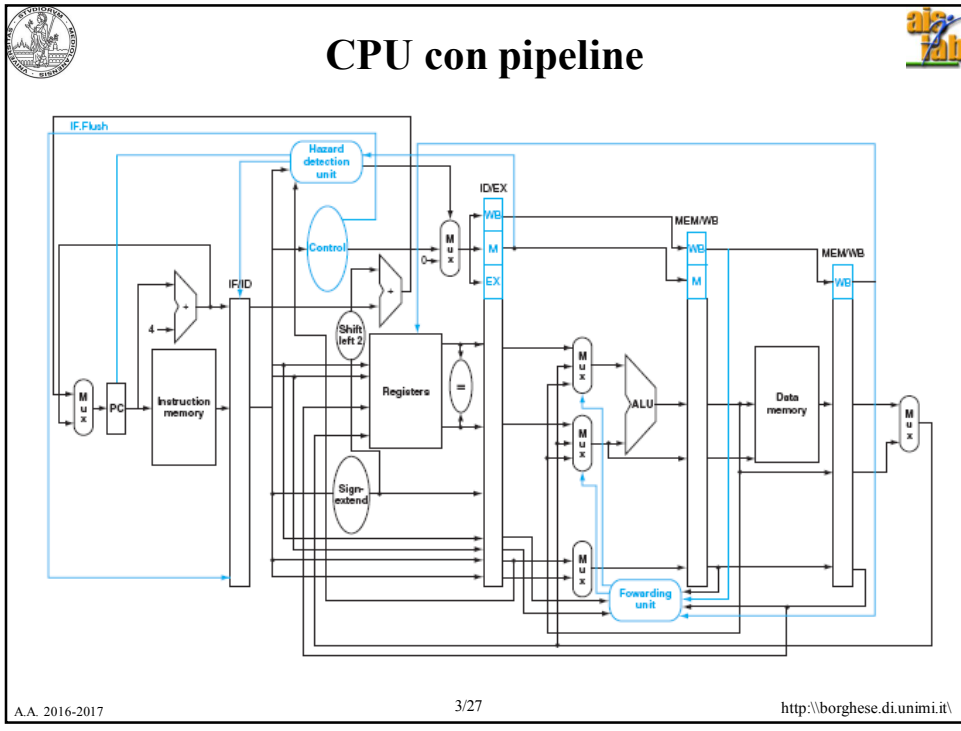 CPU con pipeline
IF.Flush
Hazard
detection
unit
ID/EX
WB
MEM/WB
Control
M
u
x
M
WB
MEM/WB
0
EX
M
WB
IF/ID
+
+
4
Shift
left 2
M
u
x
PC
Instruction
memory
Registers
=
M
u
x
ALU
Data
memory
M
u
x
M
u
x
Sign-
extend
M
u
x
Fowarding
unit
A.A. 2016-2017
3/27
http:\\borghese.di.unimi.it\